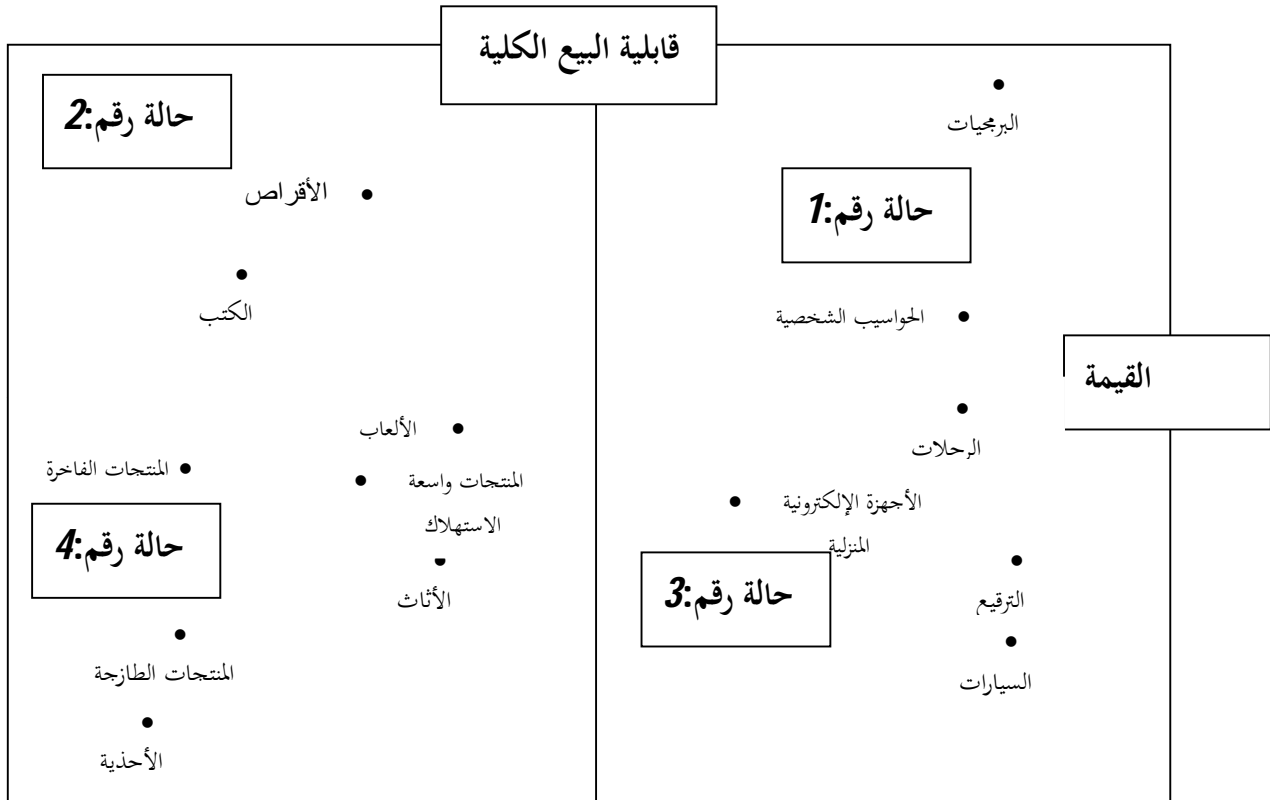 قابلية البيع الكلية
حالة رقم:2
البرمجيات
الأقراص
حالة رقم:1
الكتب
الحواسيب الشخصية
القيمة
الألعاب
الرحلات
المنتجات الفاخرة
المنتجات واسعة
الاستهلاك
الأجهزة الإلكترونية
المنزلية
حالة رقم:4
حالة رقم:3
الأثاث
الترقيع
المنتجات الطازجة
السيارات
الأحذية